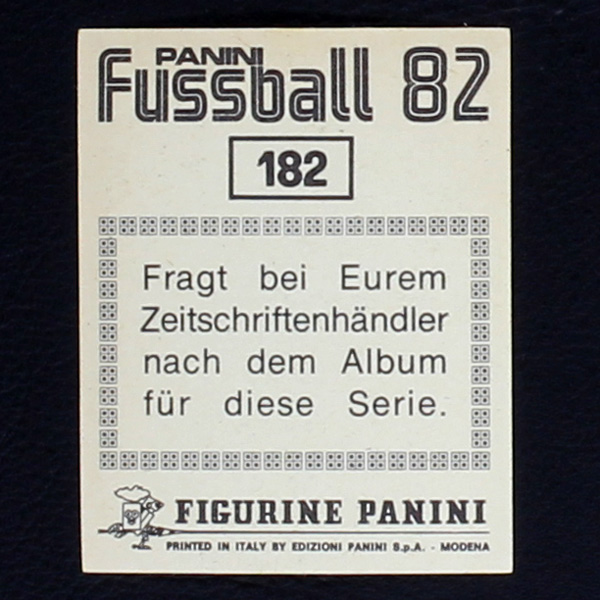 PANINI
Fussball 82
182
Fragt bei Eurem
Zeitschriftenhändler
nach dem Album
für diese Serie.
FIGURINE PANINI
PRINTED IN ITALY BY EDIZIONI PANINI S.p.A. - MODENA